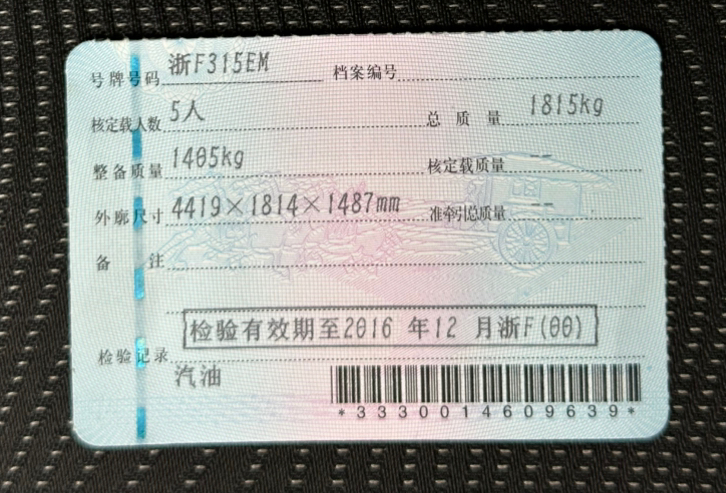 号牌号码 浙F315EM 档案编号
核定载人数 5人 总质量 1815kg
整备质量 1405kg 核定载质量 --
外廓尺寸 4419×1814×1487mm 准牵引总质量 --
备注
检验有效期至2016 年12 月浙F(00)
检验记录
汽油
*3330014609639*